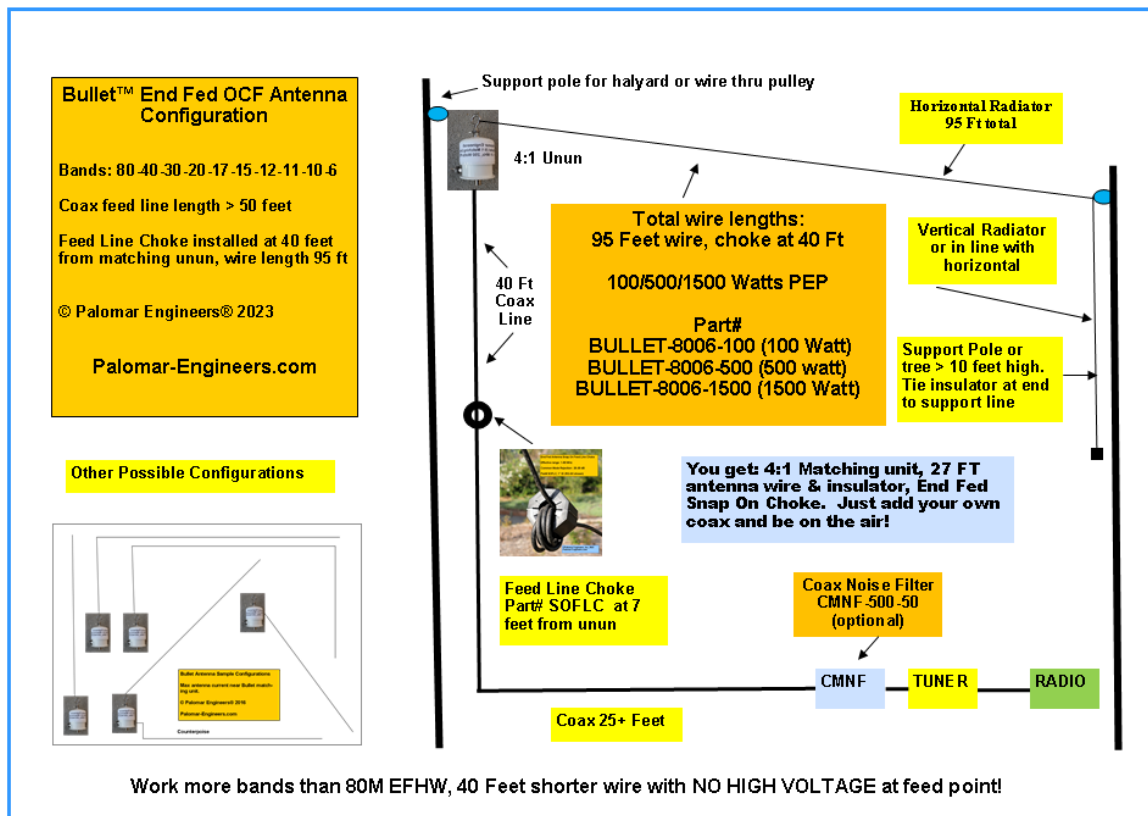 Bullet™ End Fed OCF Antenna
Configuration
Bands: 80-40-30-20-17-15-12-11-10-6
Coax feed line length > 50 feet
Feed Line Choke installed at 40 feet
from matching unun, wire length 95 ft
© Palomar Engineers® 2023
Palomar-Engineers.com
Support pole for halyard or wire thru pulley
4:1 Unun
Horizontal Radiator
95 Ft total
Total wire lengths:
95 Feet wire, choke at 40 Ft
100/500/1500 Watts PEP
Part#
BULLET-8006-100 (100 Watt)
BULLET-8006-500 (500 watt)
BULLET-8006-1500 (1500 Watt)
Vertical Radiator
or in line with
horizontal
40 Ft
Coax
Line
Support Pole or
tree > 10 feet high.
Tie insulator at end
to support line
Other Possible Configurations
You get: 4:1 Matching unit, 27 FT
antenna wire & insulator, End Fed
Snap On Choke. Just add your own
coax and be on the air!
Feed Line Choke
Part# SOFLC at 7
feet from unun
Coax Noise Filter
CMNF-500-50
(optional)
CMNF
TUNER
RADIO
Coax 25+ Feet
Bullet Antenna Sample Configurations
Max antenna current near Bullet match-
ing unit.
© Palomar Engineers® 2016
Palomar-Engineers.com
Counterpoise
Work more bands than 80M EFHW, 40 Feet shorter wire with NO HIGH VOLTAGE at feed point!